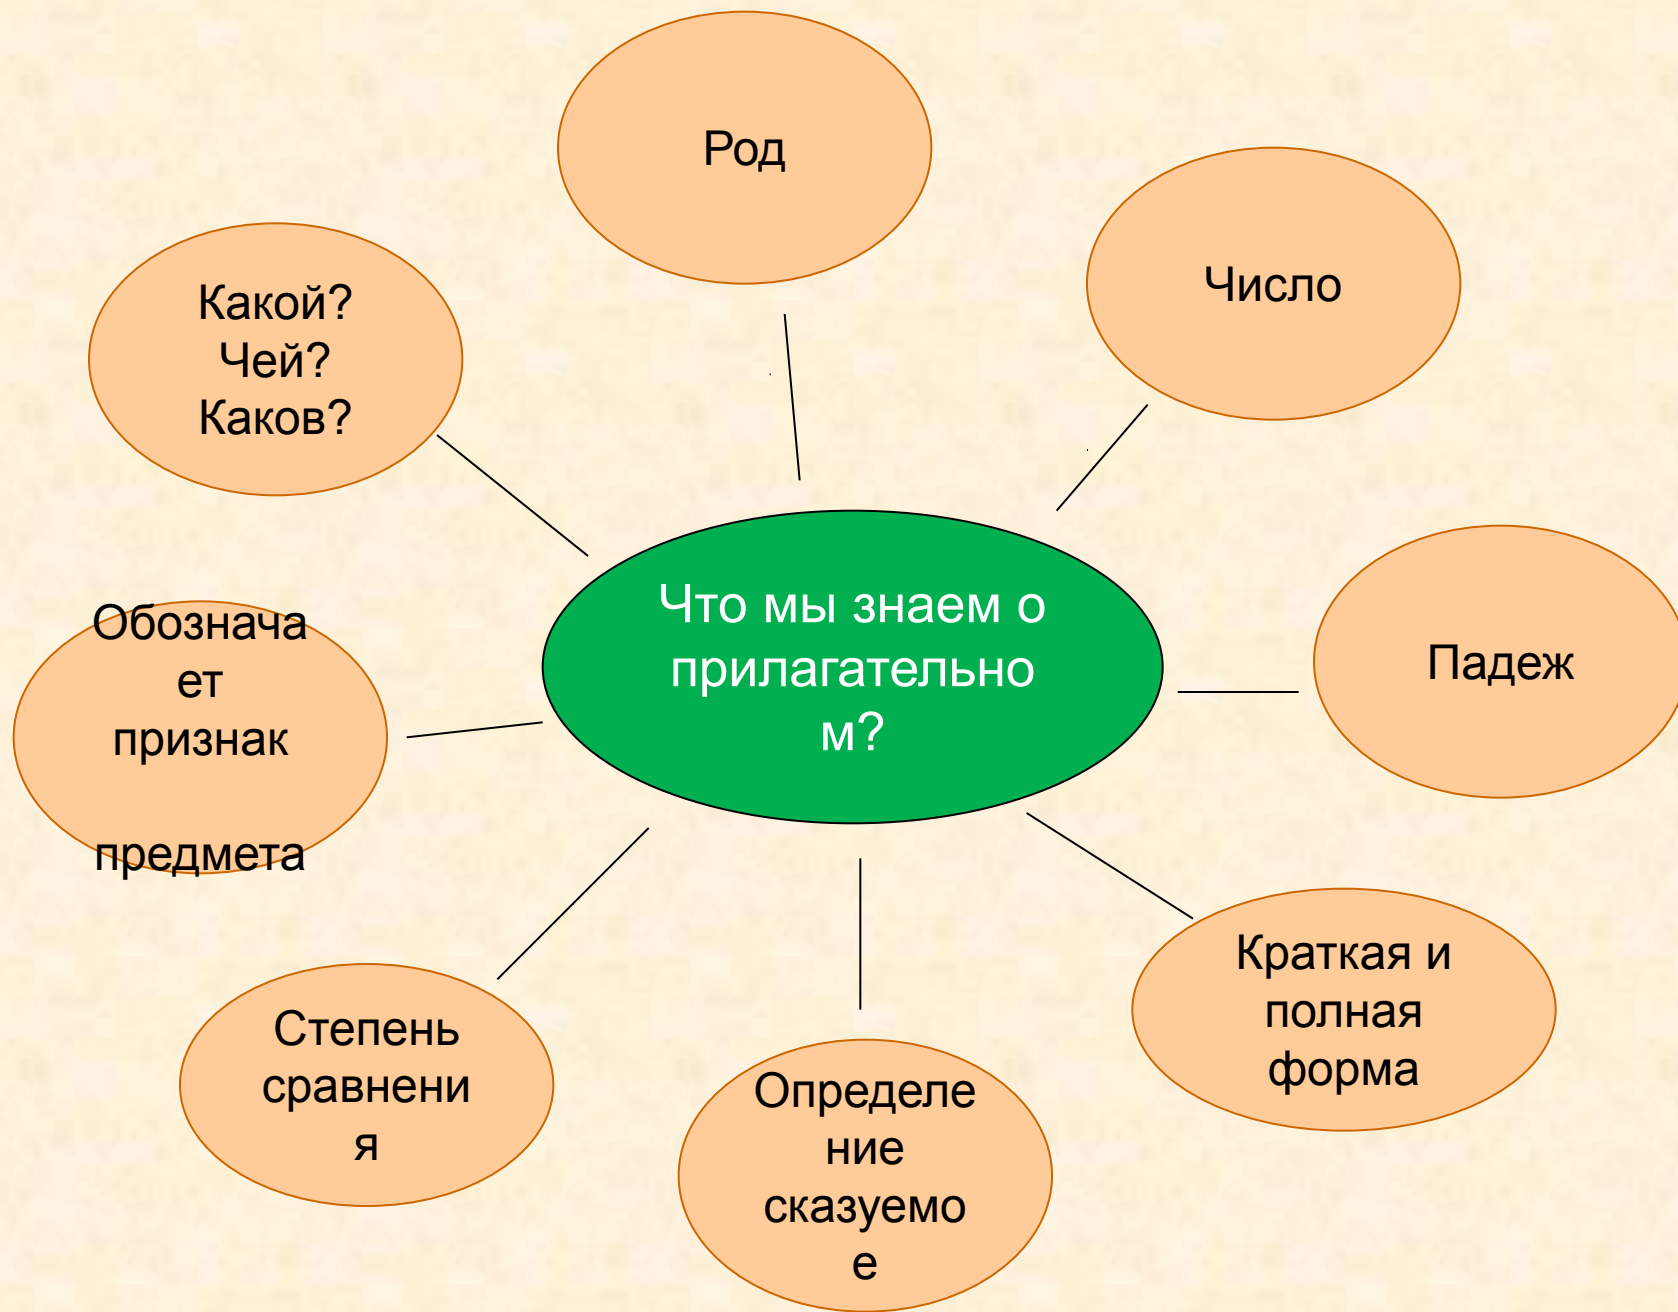 Род
Число
Какой?
Чей?
Каков?
Что мы знаем о
прилагательно
м?
Падеж
Обознача
ет
признак
предмета
Краткая и
полная
форма
Степень
сравнени
я
Определе
ние
сказуемо
е